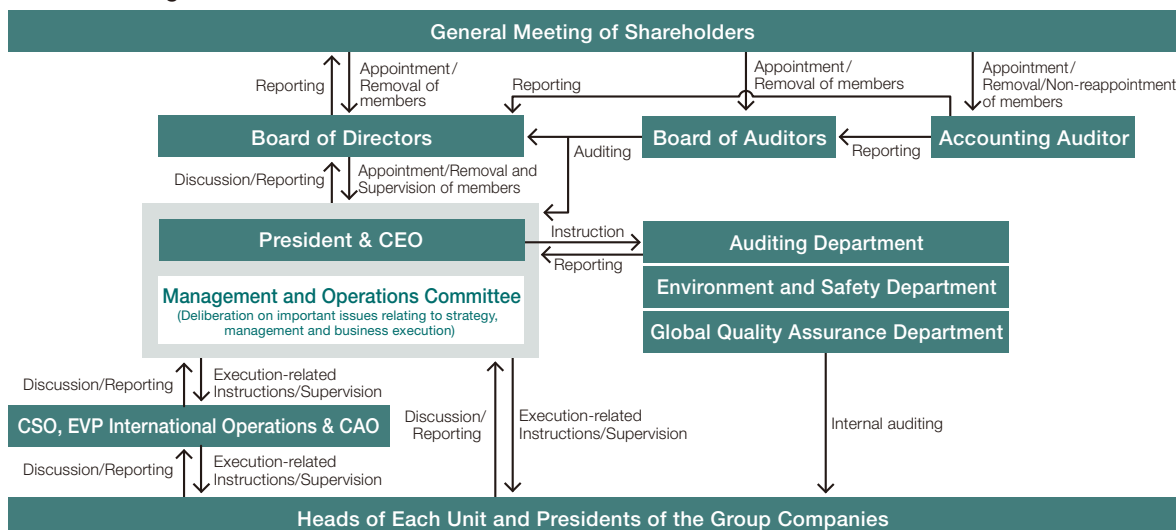 General Meeting of Shareholders
Reporting
Appointment/
Removal of
members
Reporting
Appointment/
Removal of members
Appointment/
Removal/Non-reappointment
of members
Board of Directors
Auditing
Board of Auditors
Reporting
Accounting Auditor
Discussion/Reporting
Appointment/Removal and
Supervision of members
President & CEO
Instruction
Reporting
Auditing Department
Management and Operations Committee
(Deliberation on important issues relating to strategy,
management and business execution)
Environment and Safety Department
Global Quality Assurance Department
Discussion/Reporting
Execution-related
Instructions/Supervision
CSO, EVP International Operations & CAO
Discussion/
Reporting
Execution-related
Instructions/Supervision
Internal auditing
Discussion/Reporting
Execution-related
Instructions/Supervision
Heads of Each Unit and Presidents of the Group Companies